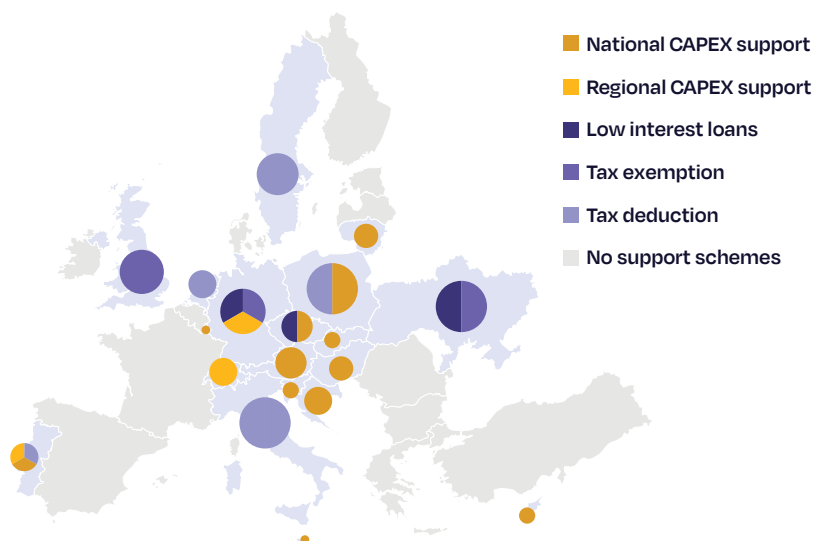 National CAPEX support
Regional CAPEX support
Low interest loans
Tax exemption
Tax deduction
No support schemes